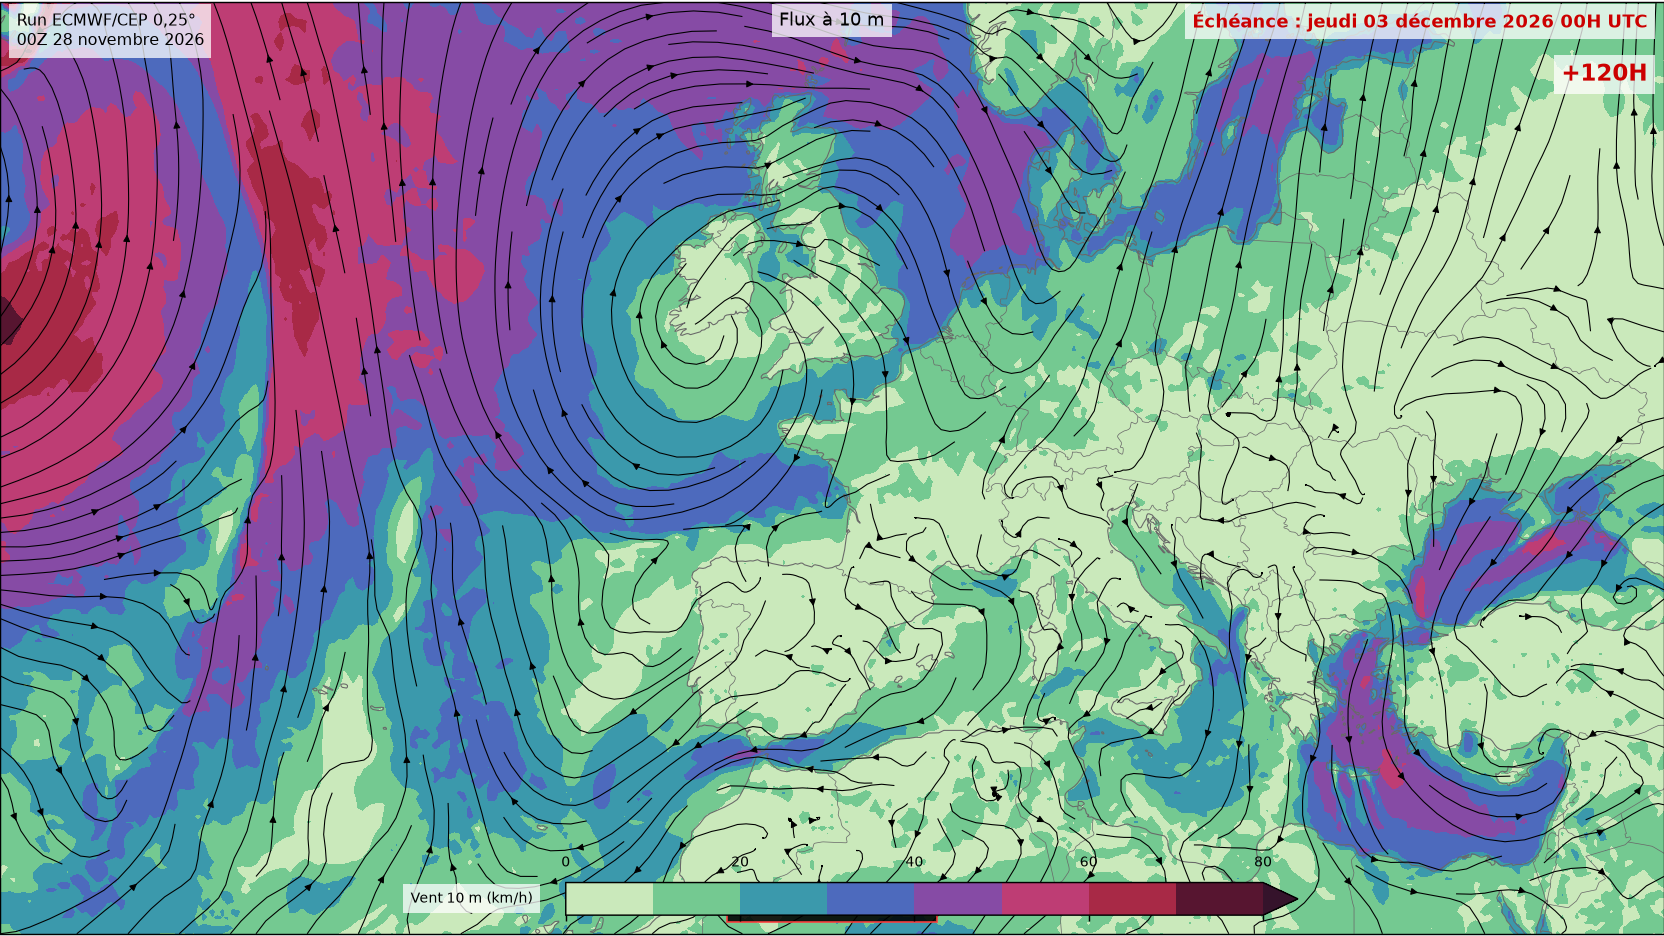 Run ECMWF/CEP 0,25°
00Z 28 novembre 2026
Flux à 10 m
Échéance : jeudi 03 décembre 2026 00H UTC
+120H
0 20 40 60 80
Vent 10 m (km/h)